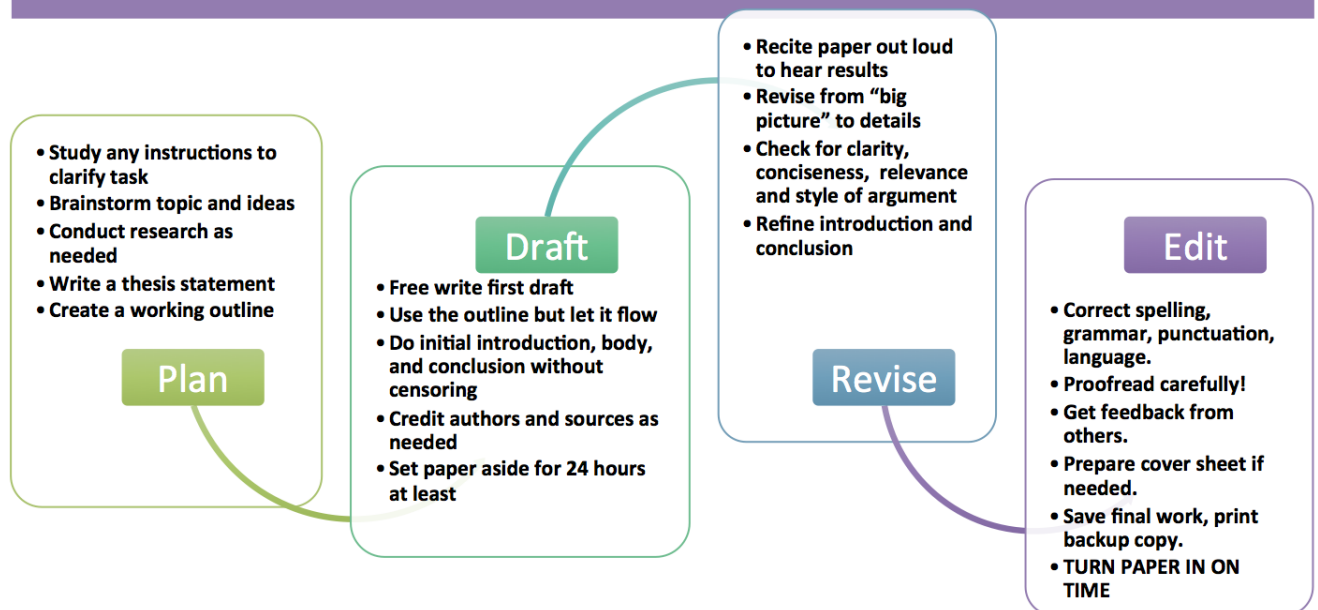 • Study any instructions to
clarify task
• Brainstorm topic and ideas
• Conduct research as
needed
• Write a thesis statement
• Create a working outline
Plan
Draft
• Free write first draft
• Use the outline but let it flow
• Do initial introduction, body,
and conclusion without
censoring
• Credit authors and sources as
needed
• Set paper aside for 24 hours
at least
• Recite paper out loud
to hear results
• Revise from “big
picture” to details
• Check for clarity,
conciseness, relevance
and style of argument
• Refine introduction and
conclusion
Revise
Edit
• Correct spelling,
grammar, punctuation,
language.
• Proofread carefully!
• Get feedback from
others.
• Prepare cover sheet if
needed.
• Save final work, print
backup copy.
• TURN PAPER IN ON
TIME